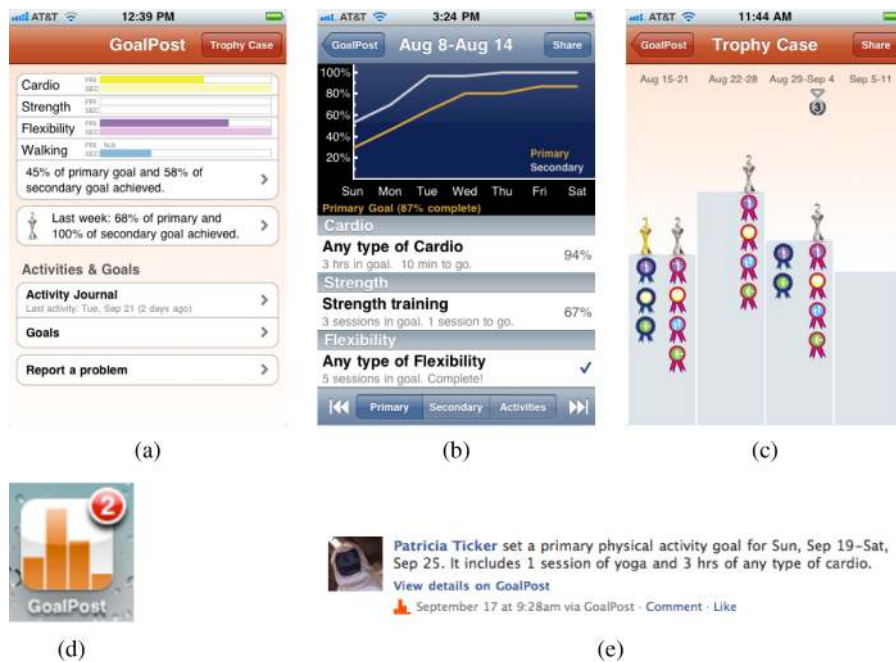 AT&T 12:39 PM
GoalPost Trophy Case
Cardio PRI
SEC
Strength PRI
SEC
Flexibility PRI
SEC
Walking PRI N/A
SEC
45% of primary goal and 58% of
secondary goal achieved.
Last week: 68% of primary and
100% of secondary goal achieved.
Activities & Goals
Activity Journal
Last activity: Tue, Sep 21 (2 days ago)
Goals
Report a problem
(a)
AT&T 3:24 PM
GoalPost Aug 8-Aug 14 Share
100%
80%
60%
40%
20%
Primary
Secondary
Sun Mon Tue Wed Thu Fri Sat
Primary Goal (87% complete)
Cardio
Any type of Cardio 94%
3 hrs in goal. 10 min to go.
Strength
Strength training 67%
3 sessions in goal. 1 session to go.
Flexibility
Any type of Flexibility
5 sessions in goal. Complete!
Primary Secondary Activities
(b)
AT&T 11:44 AM
GoalPost Trophy Case Share
Aug 15-21 Aug 22-28 Aug 29-Sep 4 Sep 5-11
3
(c)
2
GoalPost
(d)
Patricia Ticker set a primary physical activity goal for Sun, Sep 19-Sat,
Sep 25. It includes 1 session of yoga and 3 hrs of any type of cardio.
View details on GoalPost
September 17 at 9:28am via GoalPost · Comment · Like
(e)